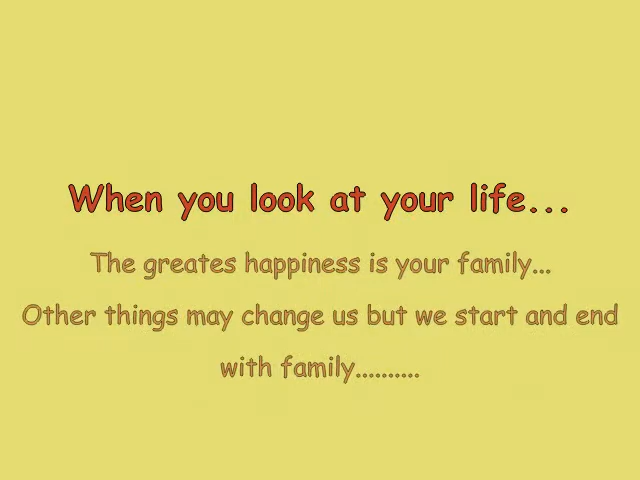 When you look at your life...
The greates happiness is your family...
Other things may change us but we start and end
with family..........